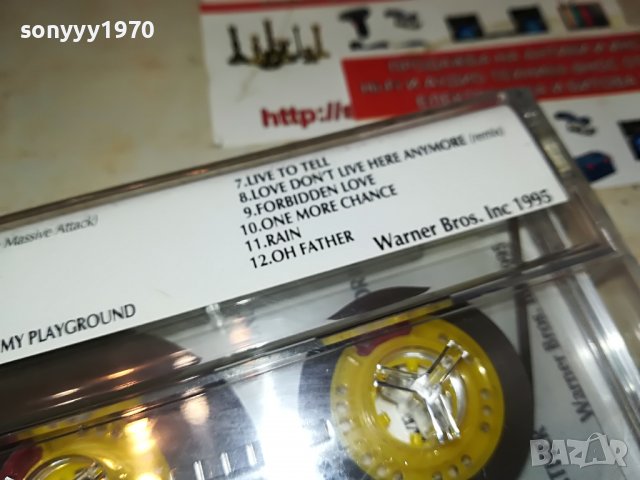 sonyyy1970
http://
Massive Attack)
7.LIVE TO TELL
8.LOVE DON'T LIVE HERE ANYMORE (remix)
9.FORBIDDEN LOVE
10.ONE MORE CHANCE
11.RAIN
12.OH FATHER
Warner Bros. Inc 1995
MY PLAYGROUND
Warner Bros.
BAZAR